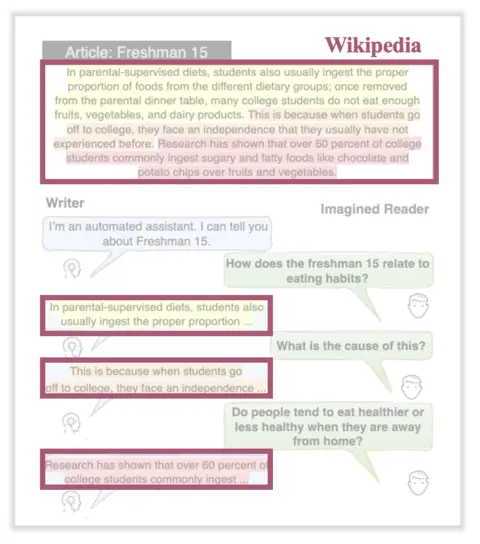 Article: Freshman 15
Wikipedia
In parental-supervised diets, students also usually ingest the proper
proportion of foods from the different dietary groups; once removed
from the parental dinner table, many college students do not eat enough
fruits, vegetables, and dairy products. This is because when students go
off to college, they face an independence that they usually have not
experienced before. Research has shown that over 60 percent of college
students commonly ingest sugary and fatty foods like chocolate and
potato chips over fruits and vegetables.
Writer
Imagined Reader
I'm an automated assistant. I can tell you
about Freshman 15.
How does the freshman 15 relate to
eating habits?
In parental-supervised diets, students also
usually ingest the proper proportion ...
What is the cause of this?
This is because when students go
off to college, they face an independence ...
Do people tend to eat healthier or
less healthy when they are away
from home?
Research has shown that over 60 percent of
college students commonly ingest ...